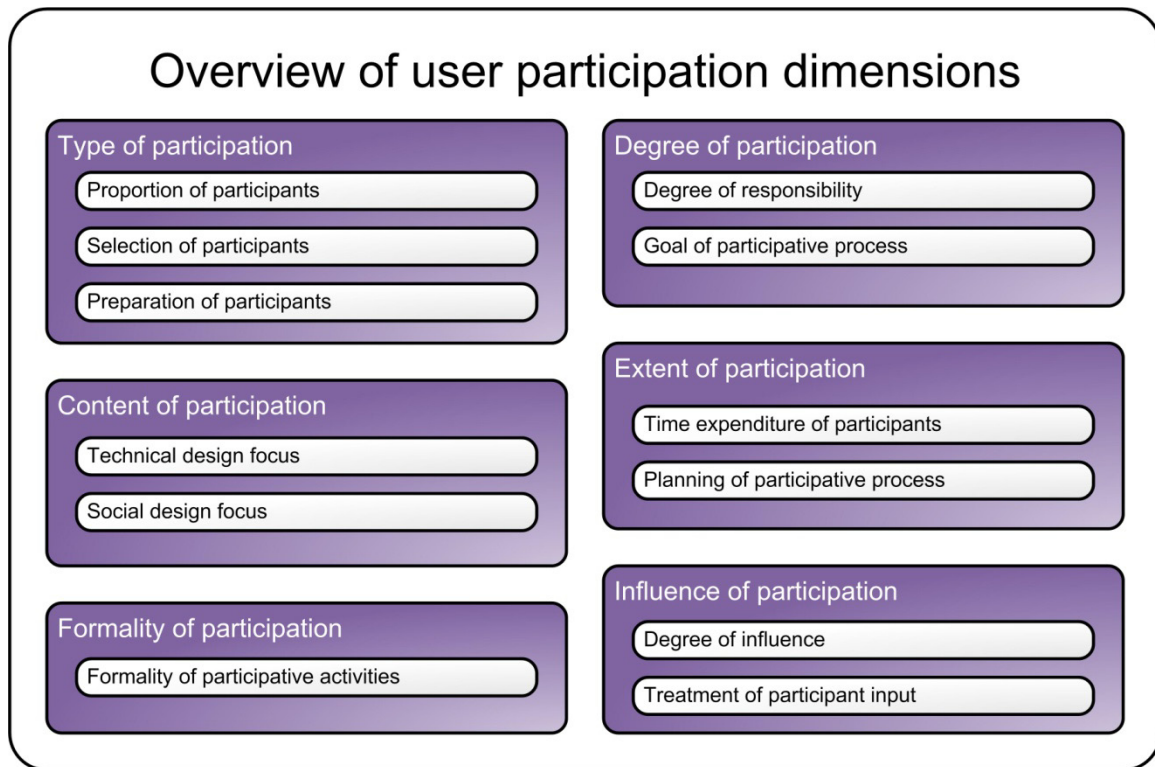 Overview of user participation dimensions
Type of participation
Proportion of participants
Selection of participants
Preparation of participants
Content of participation
Technical design focus
Social design focus
Formality of participation
Formality of participative activities
Degree of participation
Degree of responsibility
Goal of participative process
Extent of participation
Time expenditure of participants
Planning of participative process
Influence of participation
Degree of influence
Treatment of participant input